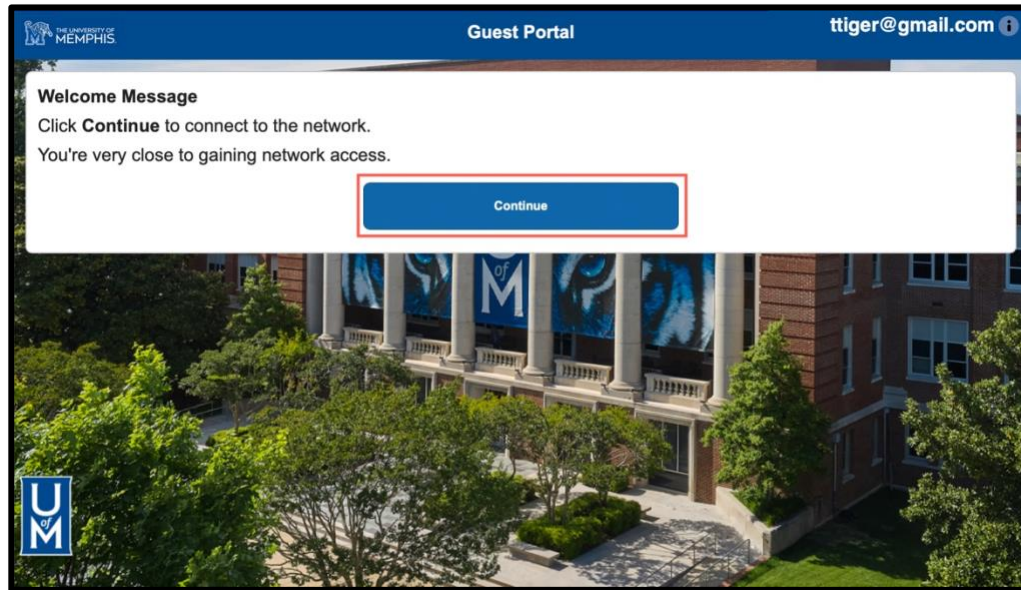 THE UNIVERSITY OF
MEMPHIS.
Guest Portal
ttiger@gmail.com i
Welcome Message
Click Continue to connect to the network.
You're very close to gaining network access.
Continue
U
of
M
U
of
M